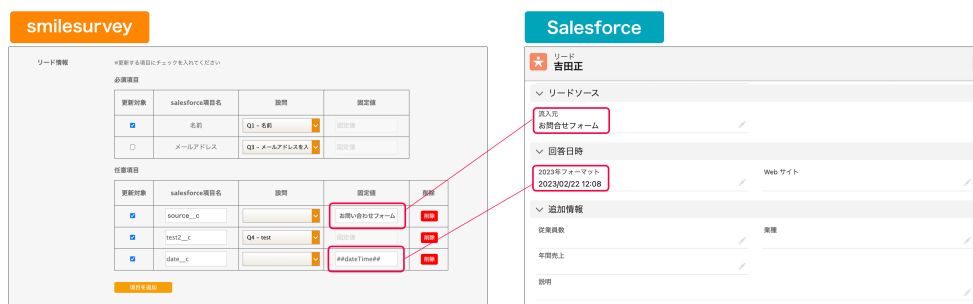 smilesurvey
リード情報
※更新する項目にチェックを入れてください
必須項目
更新対象 salesforce項目名 設問 固定値
名前 Q1 - 名前 固定値
メールアドレス Q3 - メールアドレスを入 固定値
任意項目
更新対象 salesforce項目名 設問 固定値 削除
source__c お問い合わせフォーム 削除
test2__c Q4 - test 固定値 削除
date__c ##dateTime## 削除
項目を追加
Salesforce
リード
吉田正
リードソース
流入元
お問合せフォーム
回答日時
2023年フォーマット Web サイト
2023/02/22 12:08
追加情報
従業員数 業種
年間売上
説明